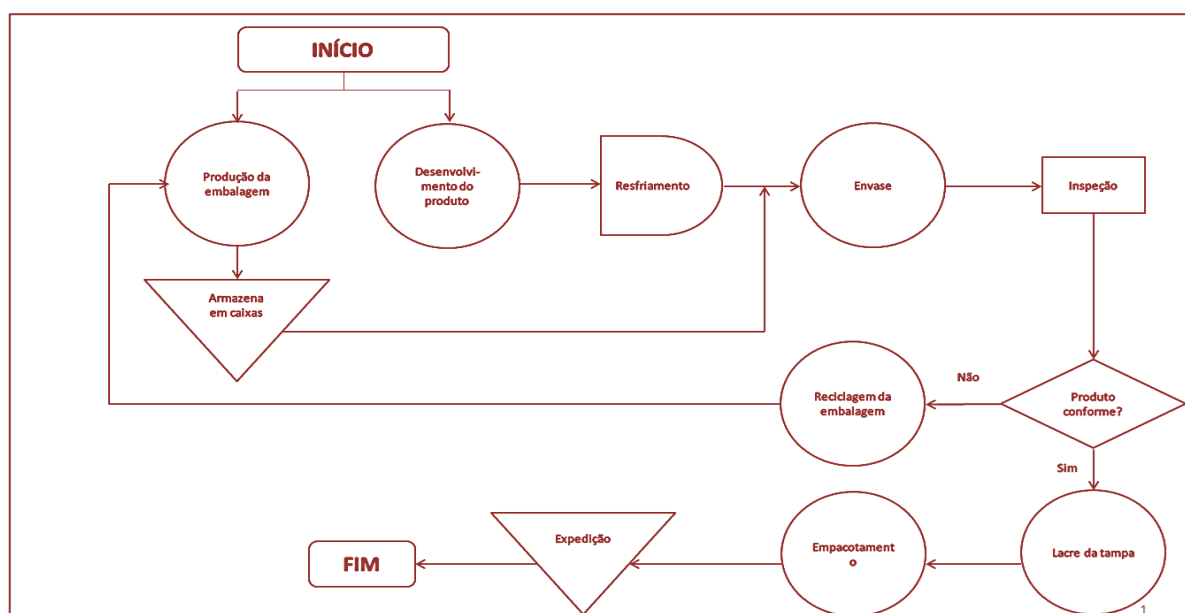 INÍCIO
Produção da
embalagem
Desenvolvi-
mento do
produto
Resfriamento
Envase
Inspeção
Armazena
em caixas
Não
Reciclagem da
embalagem
Produto
conforme?
Sim
Expedição
Empacotament
o
Lacre da tampa
FIM
1